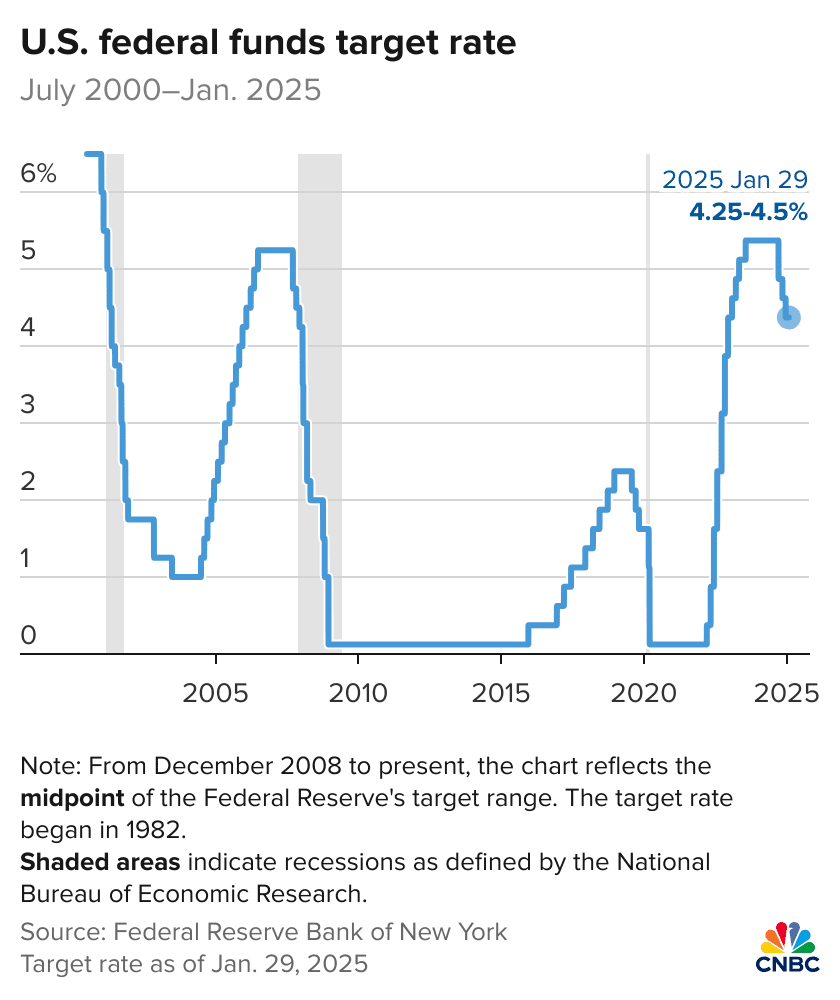 U.S. federal funds target rate
July 2000–Jan. 2025
6%
2025 Jan 29
4.25-4.5%
5
4
3
2
1
0
2005
2010
2015
2020
2025
Note: From December 2008 to present, the chart reflects the
midpoint of the Federal Reserve's target range. The target rate
began in 1982.
Shaded areas indicate recessions as defined by the National
Bureau of Economic Research.
Source: Federal Reserve Bank of New York
Target rate as of Jan. 29, 2025
CNBC